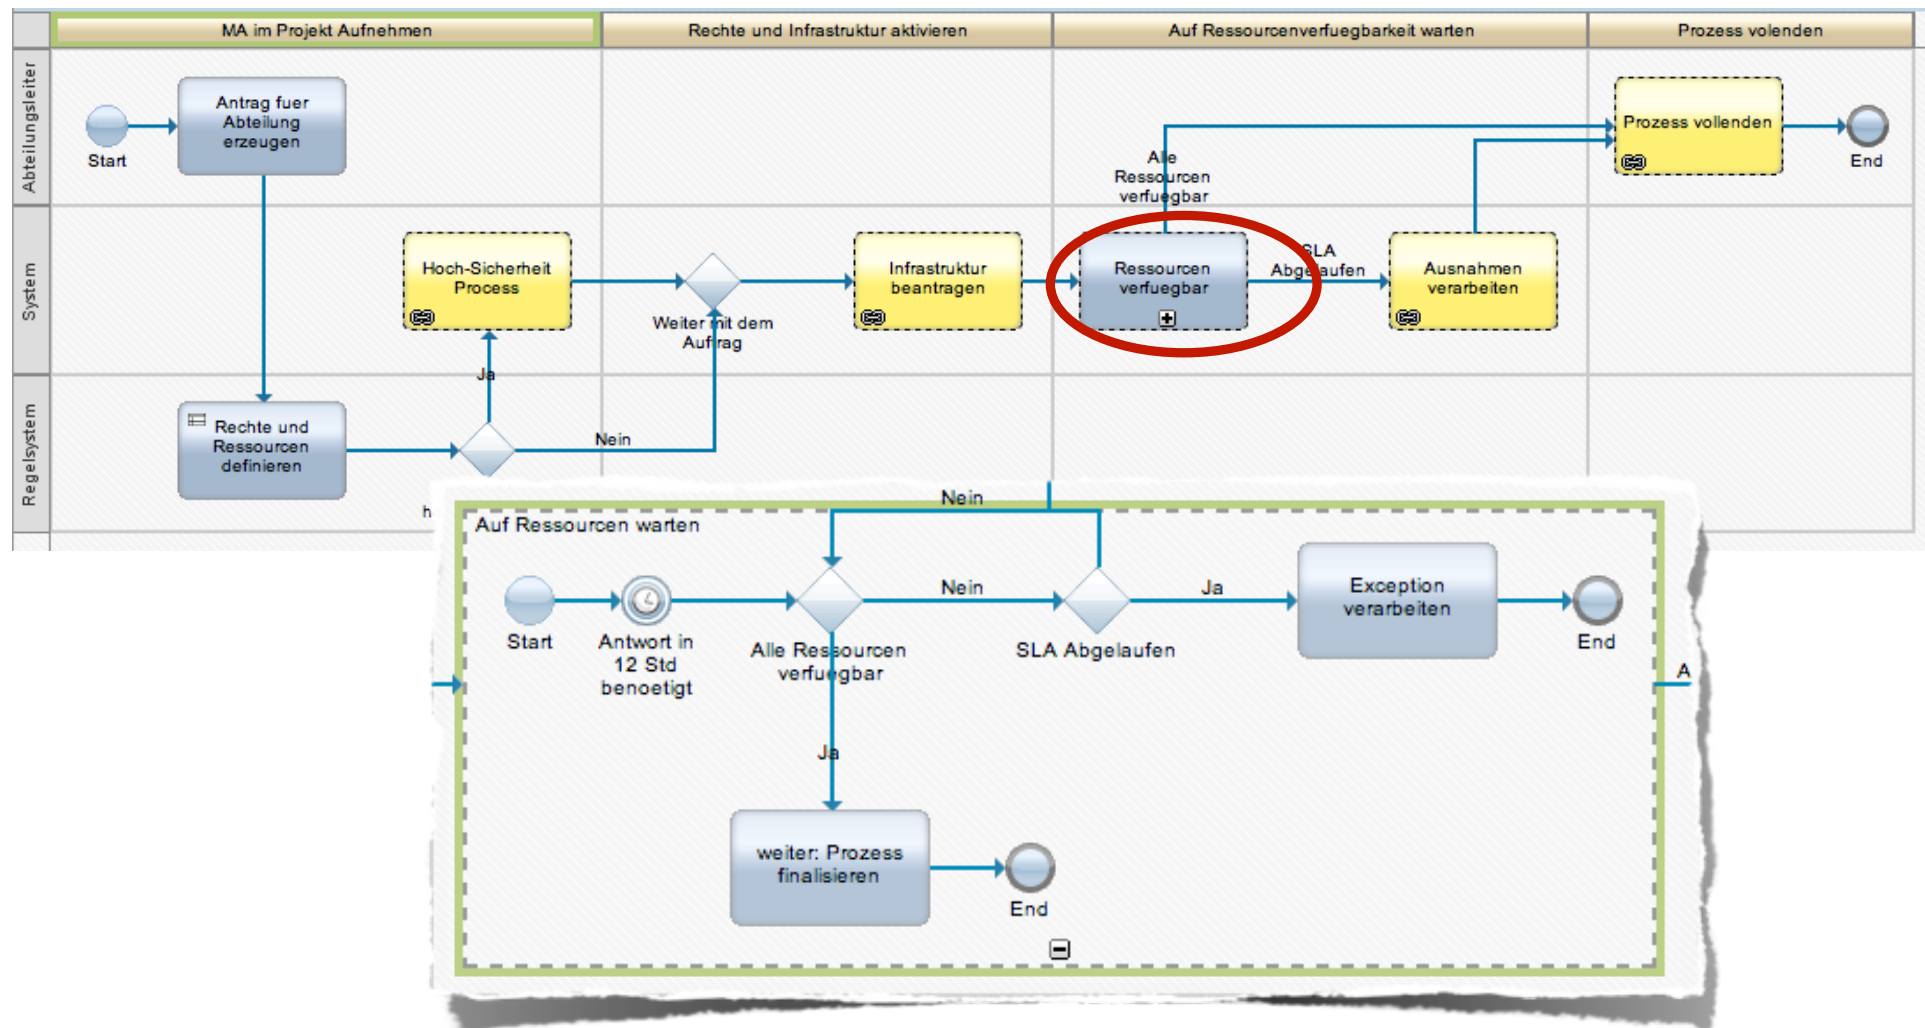 MA im Projekt Aufnehmen
Rechte und Infrastruktur aktivieren
Auf Ressourcenverfuegbarkeit warten
Prozess volenden
Abteilungsleiter
Start
Antrag fuer
Abteilung
erzeugen
Alle
Ressourcen
verfuegbar
Prozess vollenden
End
System
Hoch-Sicherheit
Process
Weiter mit dem
Auftrag
Infrastruktur
beantragen
Ressourcen
verfuegbar
SLA
Abgelaufen
Ausnahmen
verarbeiten
Ja
Regelsystem
Rechte und
Ressourcen
definieren
Nein
h
Auf Ressourcen warten
Nein
Start
Antwort in
12 Std
benoetigt
Alle Ressourcen
verfuegbar
Nein
SLA Abgelaufen
Ja
Exception
verarbeiten
End
A
Ja
weiter: Prozess
finalisieren
End